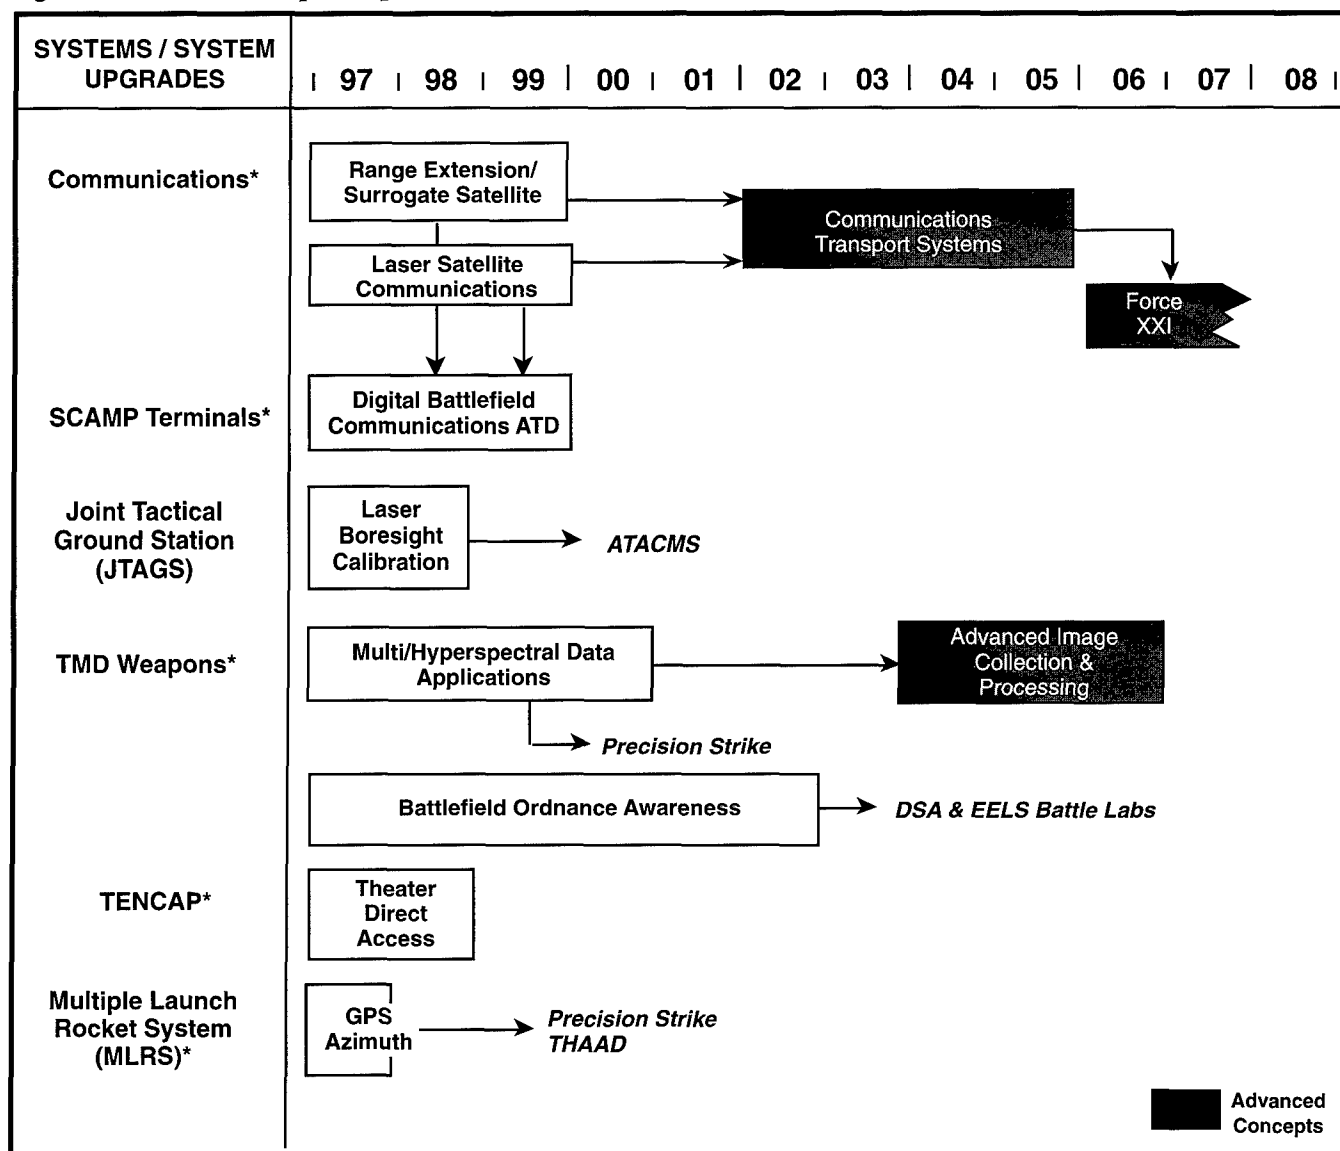 SYSTEMS / SYSTEM
UPGRADES
97 98 99 00 01 02 03 04 05 06 07 08
Communications*
Range Extension/
Surrogate Satellite
Communications
Transport Systems
Laser Satellite
Communications
Force
XXI
SCAMP Terminals*
Digital Battlefield
Communications ATD
Joint Tactical
Ground Station
(JTAGS)
Laser
Boresight
Calibration
ATACMS
TMD Weapons*
Multi/Hyperspectral Data
Applications
Advanced Image
Collection &
Processing
Precision Strike
Battlefield Ordnance Awareness
DSA & EELS Battle Labs
TENCAP*
Theater
Direct
Access
Multiple Launch
Rocket System
(MLRS)*
GPS
Azimuth
Precision Strike
THAAD
Advanced
Concepts